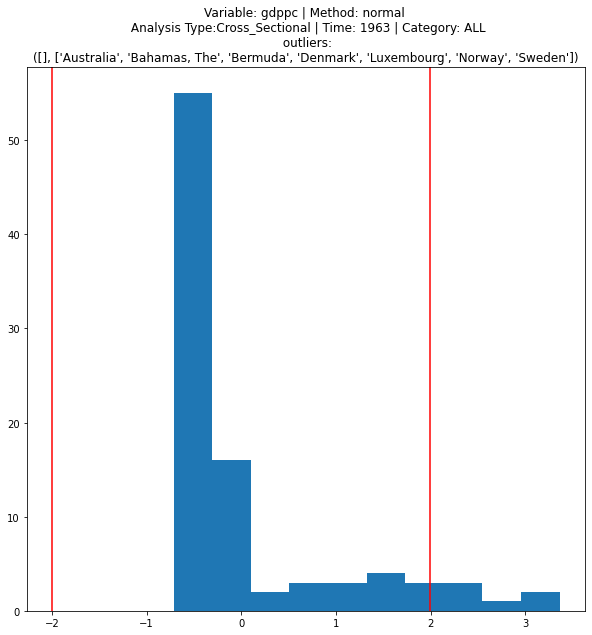 Variable: gdppc | Method: normal
Analysis Type:Cross_Sectional | Time: 1963 | Category: ALL
outliers:
([], ['Australia', 'Bahamas, The', 'Bermuda', 'Denmark', 'Luxembourg', 'Norway', 'Sweden'])
50
40
30
20
10
0
−2 −1 0 1 2 3